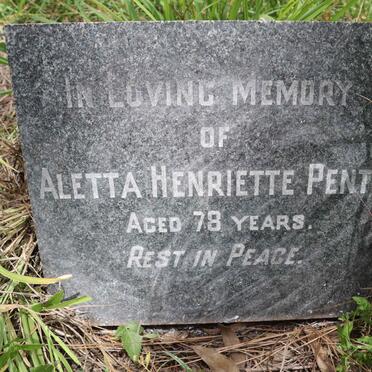 IN LOVING MEMORY
OF
ALETTA HENRIETTE PENT
AGED 78 YEARS.
REST IN PEACE.